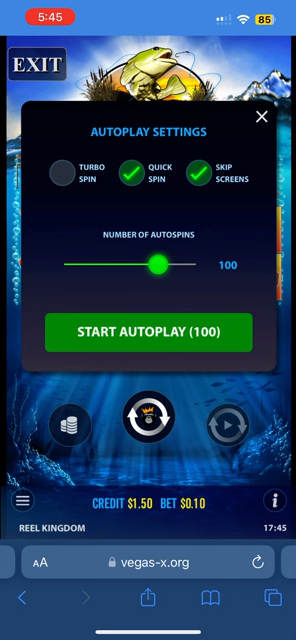 5:45
85
EXIT
AUTOPLAY SETTINGS
TURBO SPIN
QUICK SPIN
SKIP SCREENS
NUMBER OF AUTOSPINS
100
START AUTOPLAY (100)
CREDIT $1.50 BET $0.10
REEL KINGDOM 17:45
AA vegas-x.org